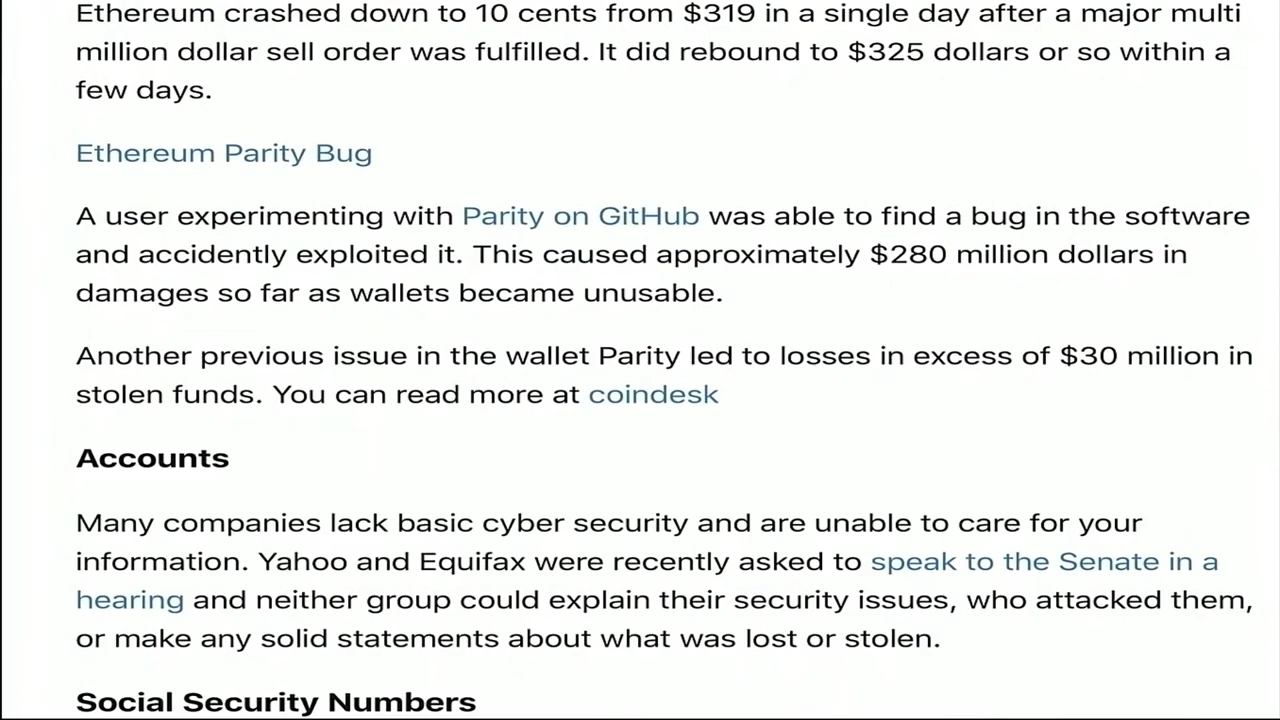 Ethereum crashed down to 10 cents from $319 in a single day after a major multi
million dollar sell order was fulfilled. It did rebound to $325 dollars or so within a
few days.
Ethereum Parity Bug
A user experimenting with Parity on GitHub was able to find a bug in the software
and accidently exploited it. This caused approximately $280 million dollars in
damages so far as wallets became unusable.
Another previous issue in the wallet Parity led to losses in excess of $30 million in
stolen funds. You can read more at coindesk
Accounts
Many companies lack basic cyber security and are unable to care for your
information. Yahoo and Equifax were recently asked to speak to the Senate in a
hearing and neither group could explain their security issues, who attacked them,
or make any solid statements about what was lost or stolen.
Social Security Numbers